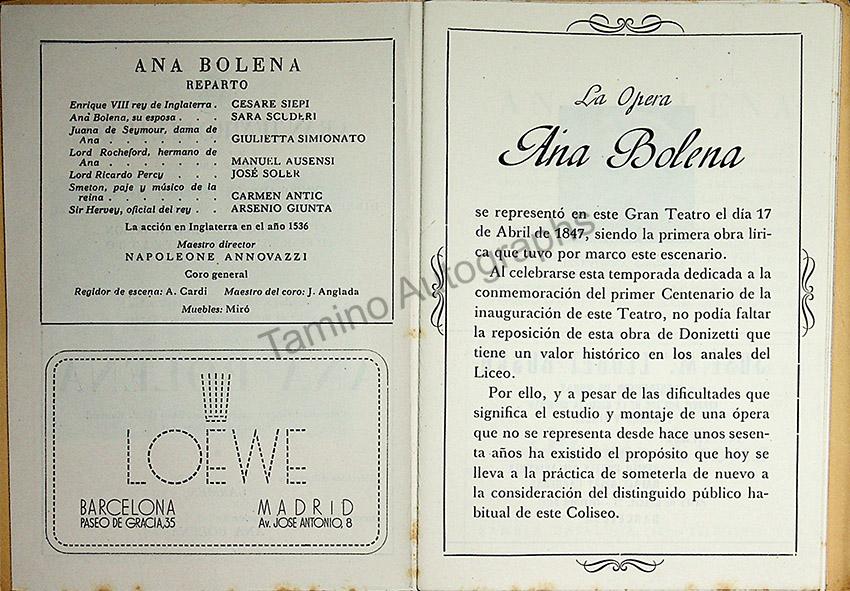 ANA BOLENA
REPARTO
Enrique VIII rey de Inglaterra . CESARE SIEPI
Ana Bolena, su esposa . . . SARA SCUDERI
Juana de Seymour, dama de
Ana . . . . . . . GIULIETTA SIMIONATO
Lord Rocheford, hermano de
Ana . . . . . . . MANUEL AUSENSI
Lord Ricardo Percy . . . JOSÉ SOLER
Smeton, paje y músico de la
reina . . . . . . . CARMEN ANTIC
Sir Hervey, oficial del rey . . ARSENIO GIUNTA
La acción en Inglaterra en el año 1536
Maestro director
NAPOLEONE ANNOVAZZI
Coro general
Regidor de escena: A. Cardi Maestro del coro: J. Anglada
Muebles: Miró
LOEWE
BARCELONA
PASEO DE GRACIA, 35
MADRID
Av. JOSE ANTONIO, 8
La Opera
Ana Bolena
se representó en este Gran Teatro el día 17
de Abril de 1847, siendo la primera obra líri-
ca que tuvo por marco este escenario.
Al celebrarse esta temporada dedicada a la
conmemoración del primer Centenario de la
inauguración de este Teatro, no podía faltar
la reposición de esta obra de Donizetti que
tiene un valor histórico en los anales del
Liceo.
Por ello, y a pesar de las dificultades que
significa el estudio y montaje de una ópera
que no se representa desde hace unos sesen-
ta años ha existido el propósito que hoy se
lleva a la práctica de someterla de nuevo a
la consideración del distinguido público ha-
bitual de este Coliseo.
Tamino Autographs